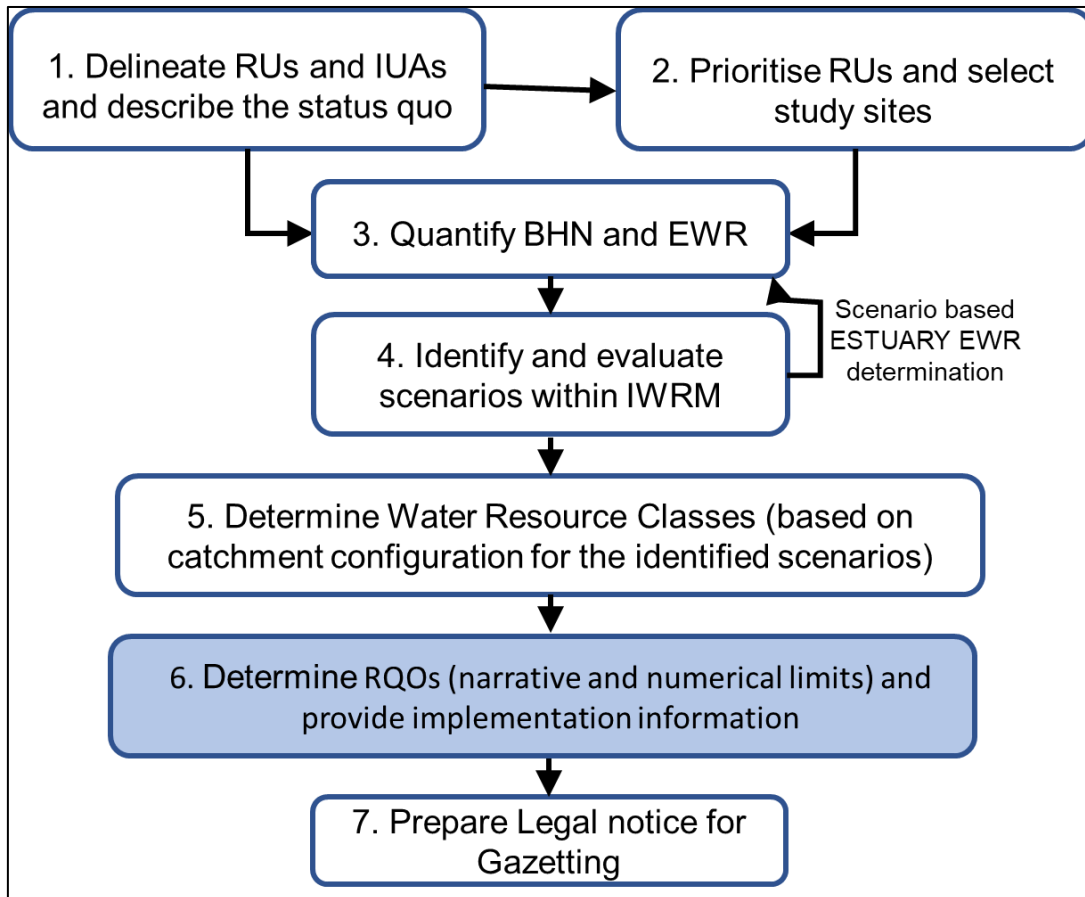 1. Delineate RUs and IUAs
and describe the status quo
2. Prioritise RUs and select
study sites
3. Quantify BHN and EWR
Scenario based
ESTUARY EWR
determination
4. Identify and evaluate
scenarios within IWRM
5. Determine Water Resource Classes (based on
catchment configuration for the identified scenarios)
6. Determine RQOs (narrative and numerical limits) and
provide implementation information
7. Prepare Legal notice for
Gazetting